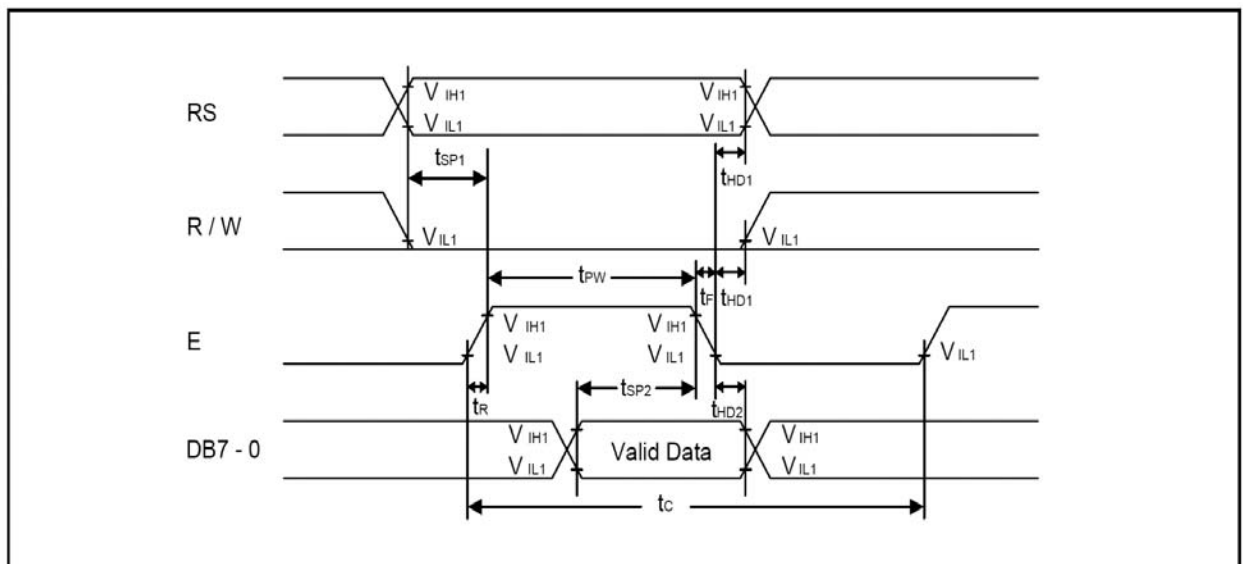 RS
V IH1
V IH1
V IL1
V IL1
tSP1
tHD1
R / W
VIL1
V IL1
tPW
tF
tHD1
E
V IH1
V IH1
V IL1
V IL1
V IL1
tSP2
tR
tHD2
DB7 - 0
V IH1
Valid Data
V IH1
V IL1
V IL1
tC